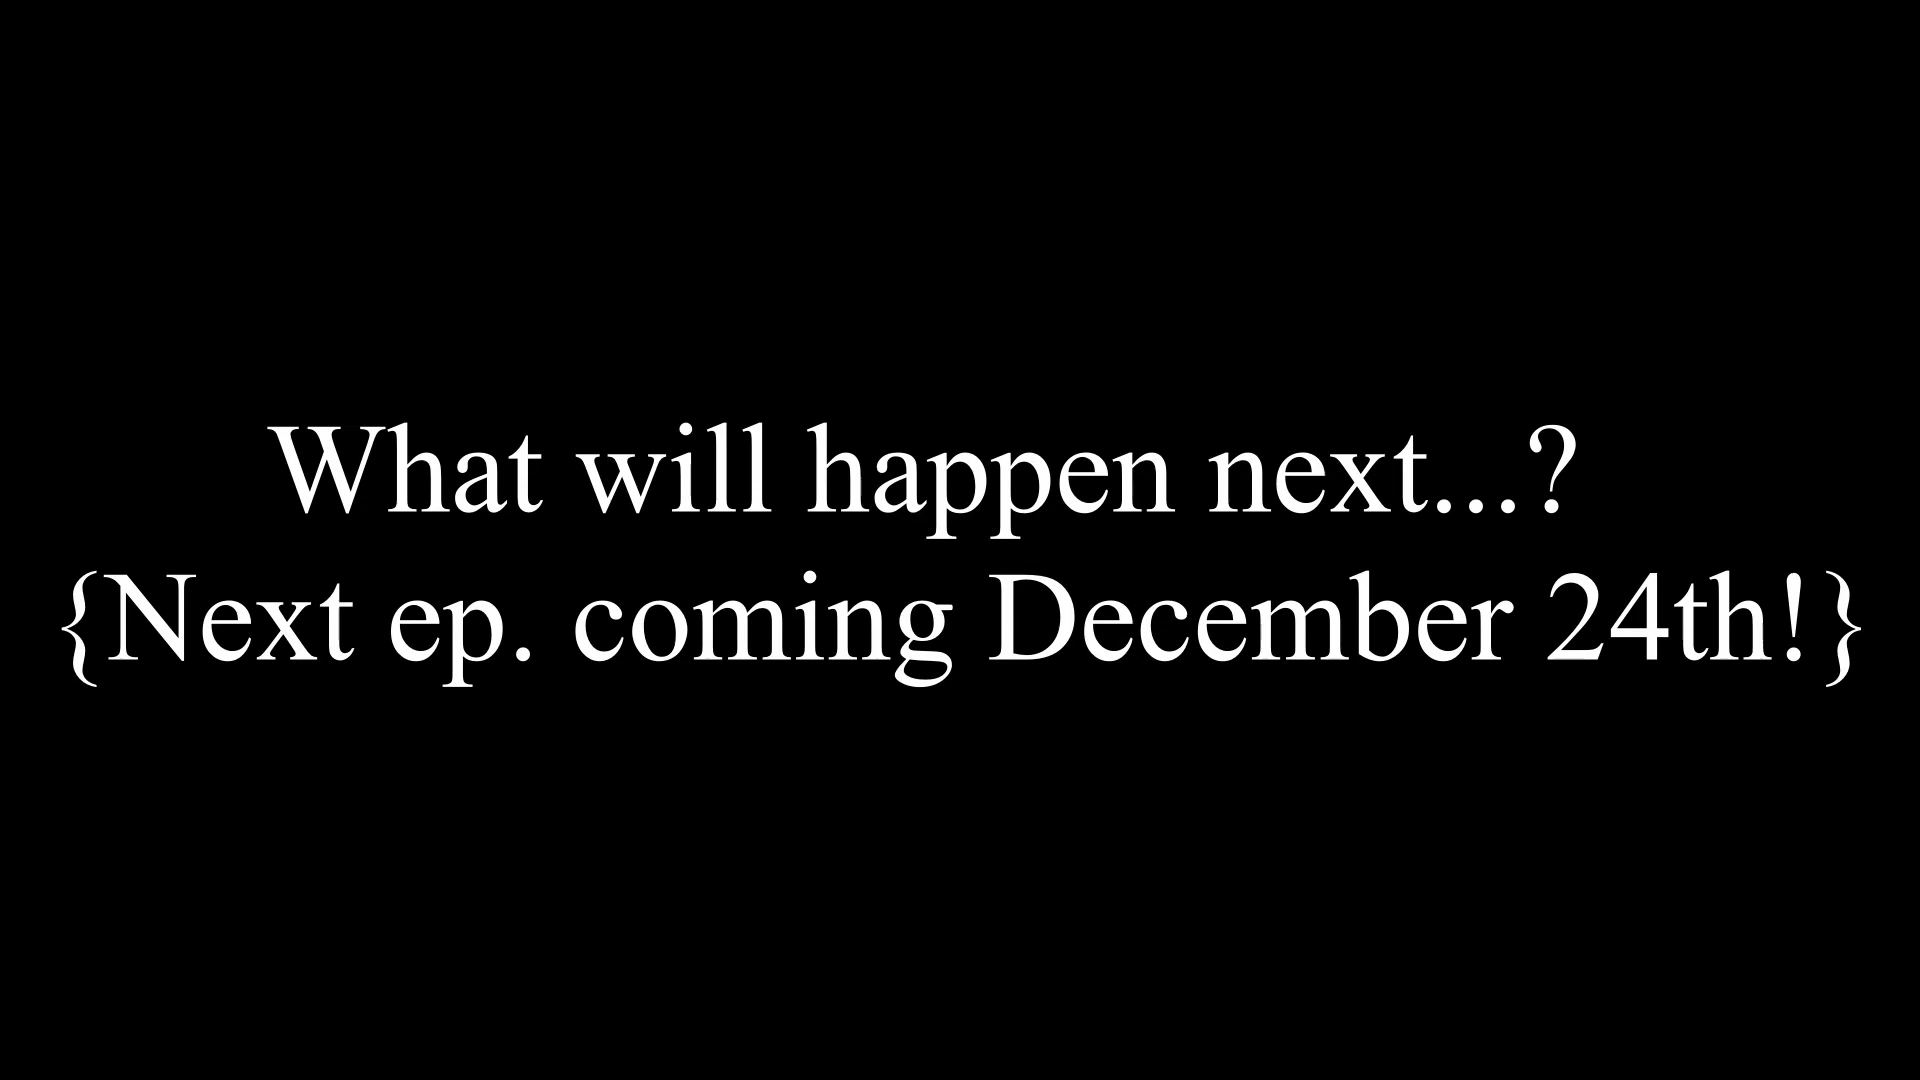 What will happen next...?
{Next ep. coming December 24th!}